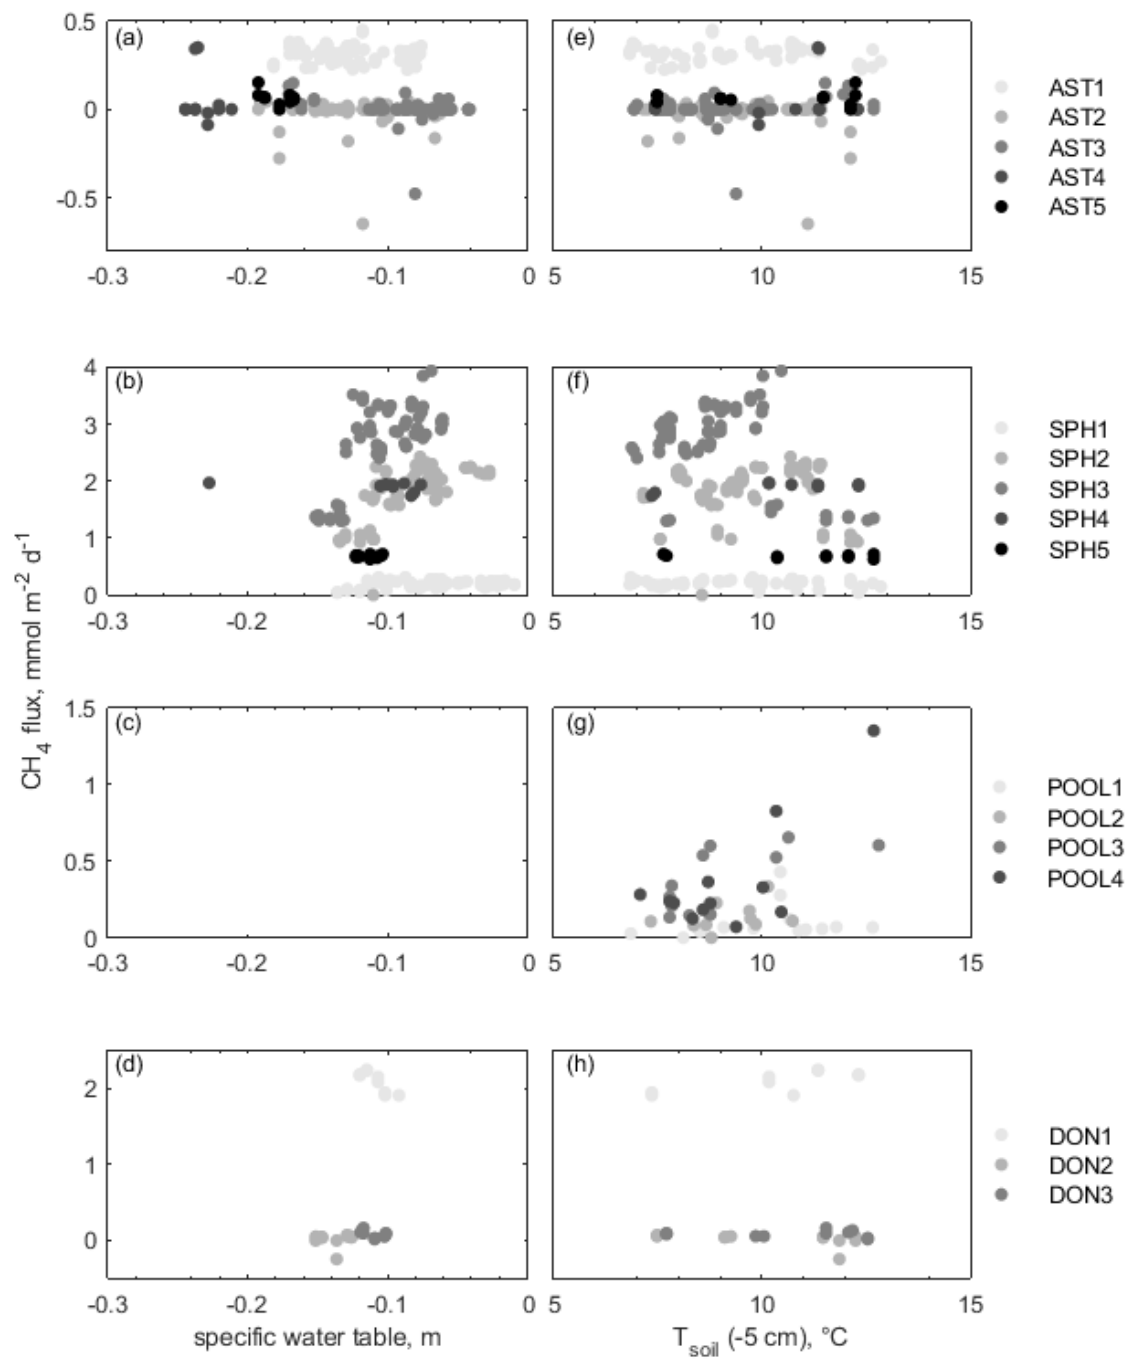 (a)
0.5
0
-0.5
-0.3
-0.2
-0.1
0
(e)
5
10
15
AST1
AST2
AST3
AST4
AST5
(b)
4
3
2
1
0
-0.3
-0.2
-0.1
0
(f)
5
10
15
SPH1
SPH2
SPH3
SPH4
SPH5
CH4 flux, mmol m-2 d-1
(c)
1.5
1
0.5
0
-0.3
-0.2
-0.1
0
(g)
5
10
15
POOL1
POOL2
POOL3
POOL4
(d)
2
1
0
-0.3
-0.2
-0.1
0
specific water table, m
(h)
5
10
15
Tsoil (-5 cm), °C
DON1
DON2
DON3